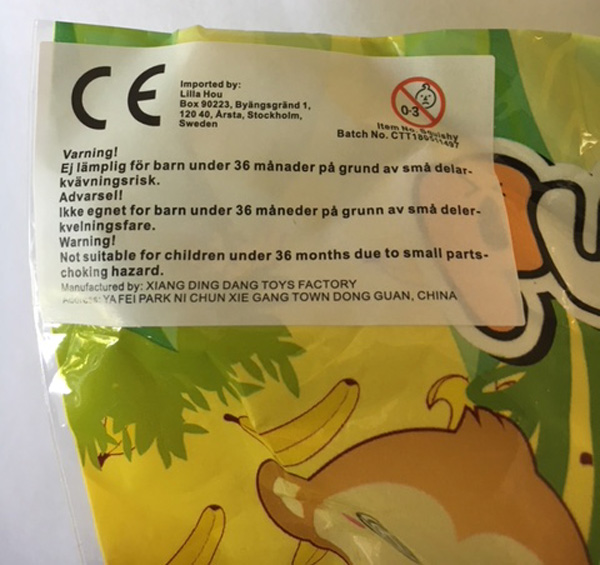 CE
Imported by:
Lilla Hou
Box 90223, Byängsgränd 1,
120 40, Årsta, Stockholm,
Sweden
0-3
Item No. Squishy
Batch No.
Varning!
Ej lämplig för barn under 36 månader på grund av små delar-
kvävningsrisk.
Advarsel!
Ikke egnet for barn under 36 måneder på grunn av små deler-
kvelningsfare.
Warning!
Not suitable for children under 36 months due to small parts-
choking hazard.
Manufactured by: XIANG DING DANG TOYS FACTORY
Address: YA FEI PARK NI CHUN XIE GANG TOWN DONG GUAN, CHINA